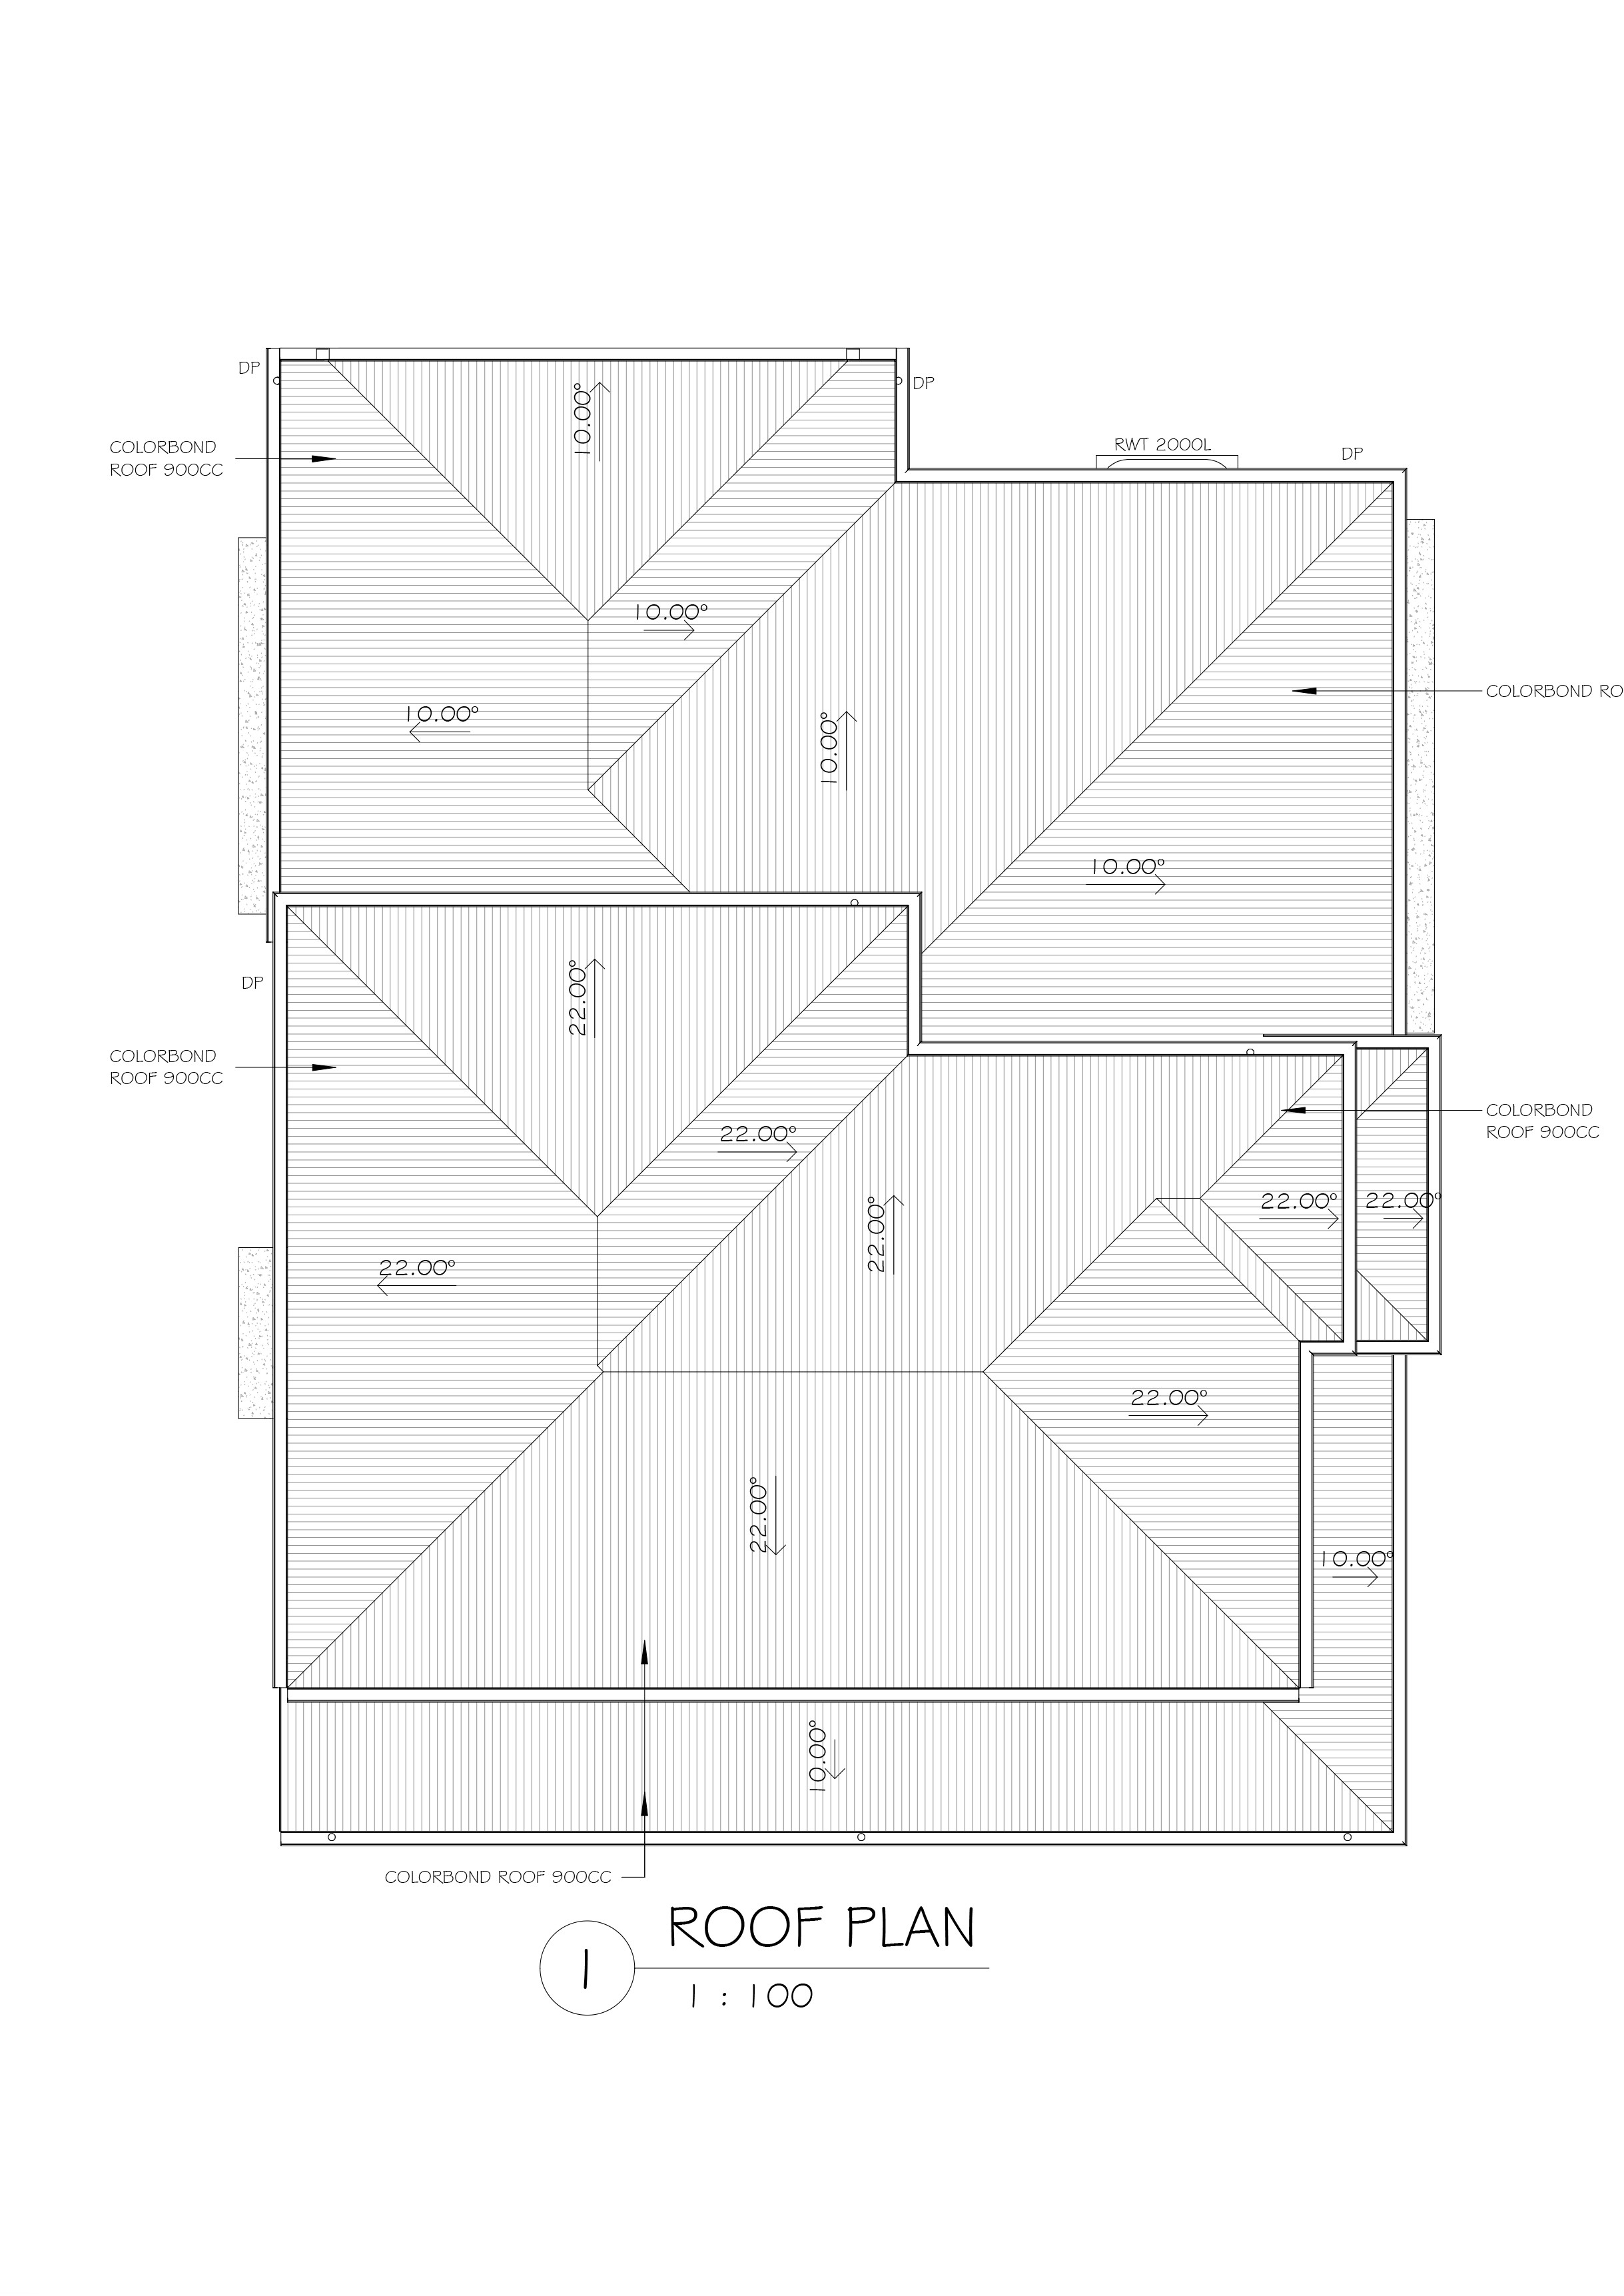 DP
DP
COLORBOND
ROOF 900CC
10.00°
RWT 2000L
DP
10.00°
10.00°
COLORBOND RO
10.00°
10.00°
DP
22.00°
COLORBOND
ROOF 900CC
COLORBOND
ROOF 900CC
22.00°
22.00°
22.00°
22.00°
22.00°
22.00°
22.00°
10.00°
10.00°
COLORBOND ROOF 900CC
1
ROOF PLAN
1 : 100